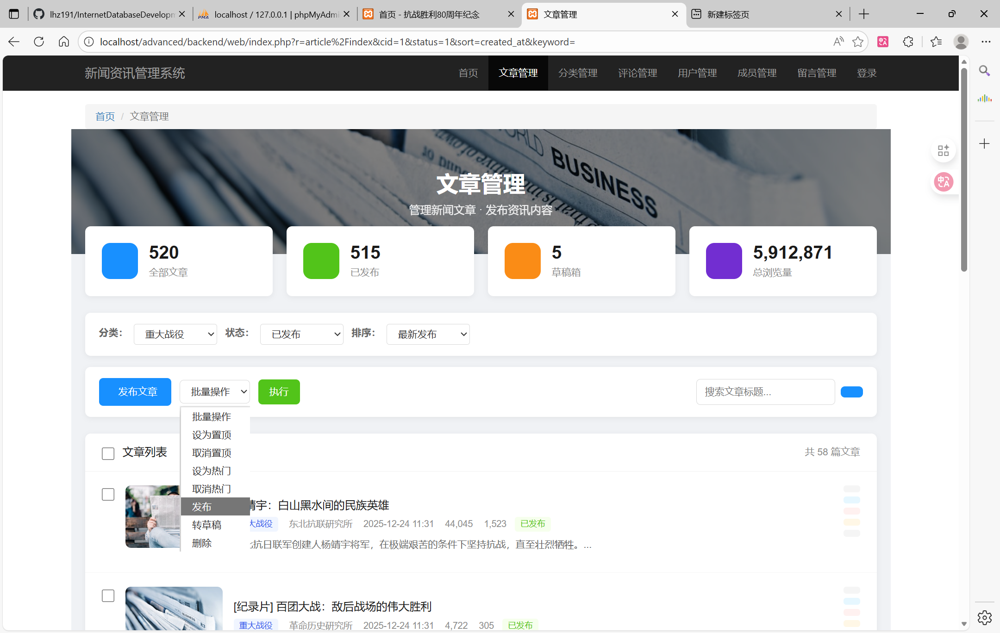 lhz191/InternetDatabaseDevelopm
localhost / 127.0.0.1 | phpMyAdmi
首页 - 抗战胜利80周年纪念
文章管理
新建标签页
localhost/advanced/backend/web/index.php?r=article%2Findex&cid=1&status=1&sort=created_at&keyword=
新闻资讯管理系统
首页
文章管理
分类管理
评论管理
用户管理
成员管理
留言管理
登录
首页 / 文章管理
WORLD BUSINESS
文章管理
管理新闻文章 · 发布资讯内容
520
全部文章
515
已发布
5
草稿箱
5,912,871
总浏览量
分类： 重大战役 状态： 已发布 排序： 最新发布
发布文章 批量操作 执行 搜索文章标题...
批量操作
设为置顶
取消置顶
设为热门
取消热门
发布
转草稿
删除
文章列表
共 58 篇文章
靖宇：白山黑水间的民族英雄
大战役 东北抗联研究所 2025-12-24 11:31 44,045 1,523 已发布
抗日联军创建人杨靖宇将军，在极端艰苦的条件下坚持抗战，直至壮烈牺牲。...
[纪录片] 百团大战：敌后战场的伟大胜利
重大战役 革命历史研究所 2025-12-24 11:31 4,722 305 已发布